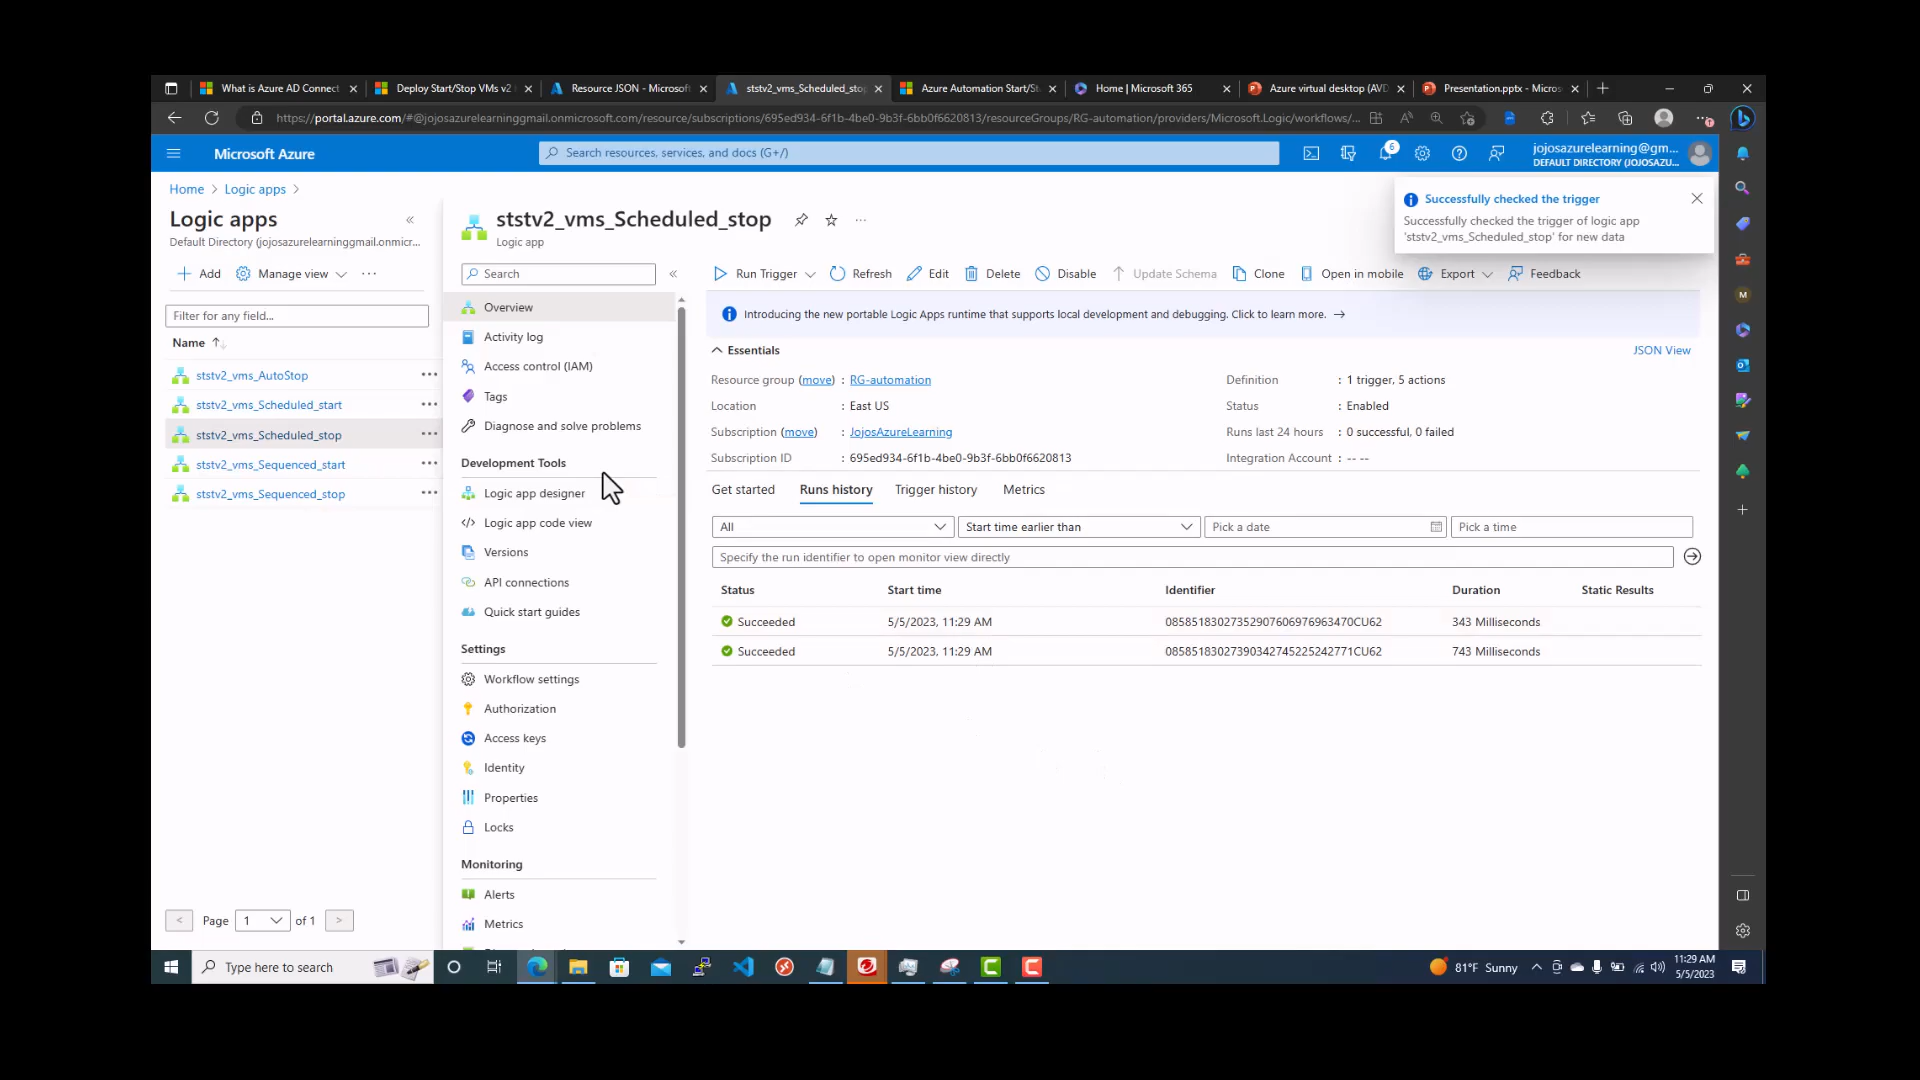 What is Azure AD Connect
Deploy Start/Stop VMs v2
Resource JSON - Microsoft
ststv2_vms_Scheduled_sto
Azure Automation Start/St
Home | Microsoft 365
Azure virtual desktop (AVD
Presentation.pptx - Micros
https://portal.azure.com/#@jojosazurelearninggmail.onmicrosoft.com/resource/subscriptions/695ed934-6f1b-4be0-9b3f-6bb0f6620813/resourceGroups/RG-automation/providers/Microsoft.Logic/workflows/...
Microsoft Azure
Search resources, services, and docs (G+/)
6
jojosazurelearning@gm...
DEFAULT DIRECTORY (JOJOSAZU...
Home > Logic apps >
Logic apps
Default Directory (jojosazurelearninggmail.onmicr...
Add Manage view ...
Filter for any field...
Name
ststv2_vms_AutoStop
ststv2_vms_Scheduled_start
ststv2_vms_Scheduled_stop
ststv2_vms_Sequenced_start
ststv2_vms_Sequenced_stop
< Page 1 of 1 >
ststv2_vms_Scheduled_stop
Logic app
Search
Overview
Activity log
Access control (IAM)
Tags
Diagnose and solve problems
Development Tools
Logic app designer
Logic app code view
Versions
API connections
Quick start guides
Settings
Workflow settings
Authorization
Access keys
Identity
Properties
Locks
Monitoring
Alerts
Metrics
Successfully checked the trigger
Successfully checked the trigger of logic app
'ststv2_vms_Scheduled_stop' for new data
Run Trigger Refresh Edit Delete Disable Update Schema Clone Open in mobile Export Feedback
Introducing the new portable Logic Apps runtime that supports local development and debugging. Click to learn more. →
Essentials
JSON View
Resource group (move) : RG-automation
Location : East US
Subscription (move) : JojosAzureLearning
Subscription ID : 695ed934-6f1b-4be0-9b3f-6bb0f6620813
Definition : 1 trigger, 5 actions
Status : Enabled
Runs last 24 hours : 0 successful, 0 failed
Integration Account : -- --
Get started Runs history Trigger history Metrics
All Start time earlier than Pick a date Pick a time
Specify the run identifier to open monitor view directly
Status Start time Identifier Duration Static Results
Succeeded 5/5/2023, 11:29 AM 08585183027352907606976963470CU62 343 Milliseconds
Succeeded 5/5/2023, 11:29 AM 08585183027390342745225242771CU62 743 Milliseconds
M
Type here to search
81°F Sunny
11:29 AM
5/5/2023